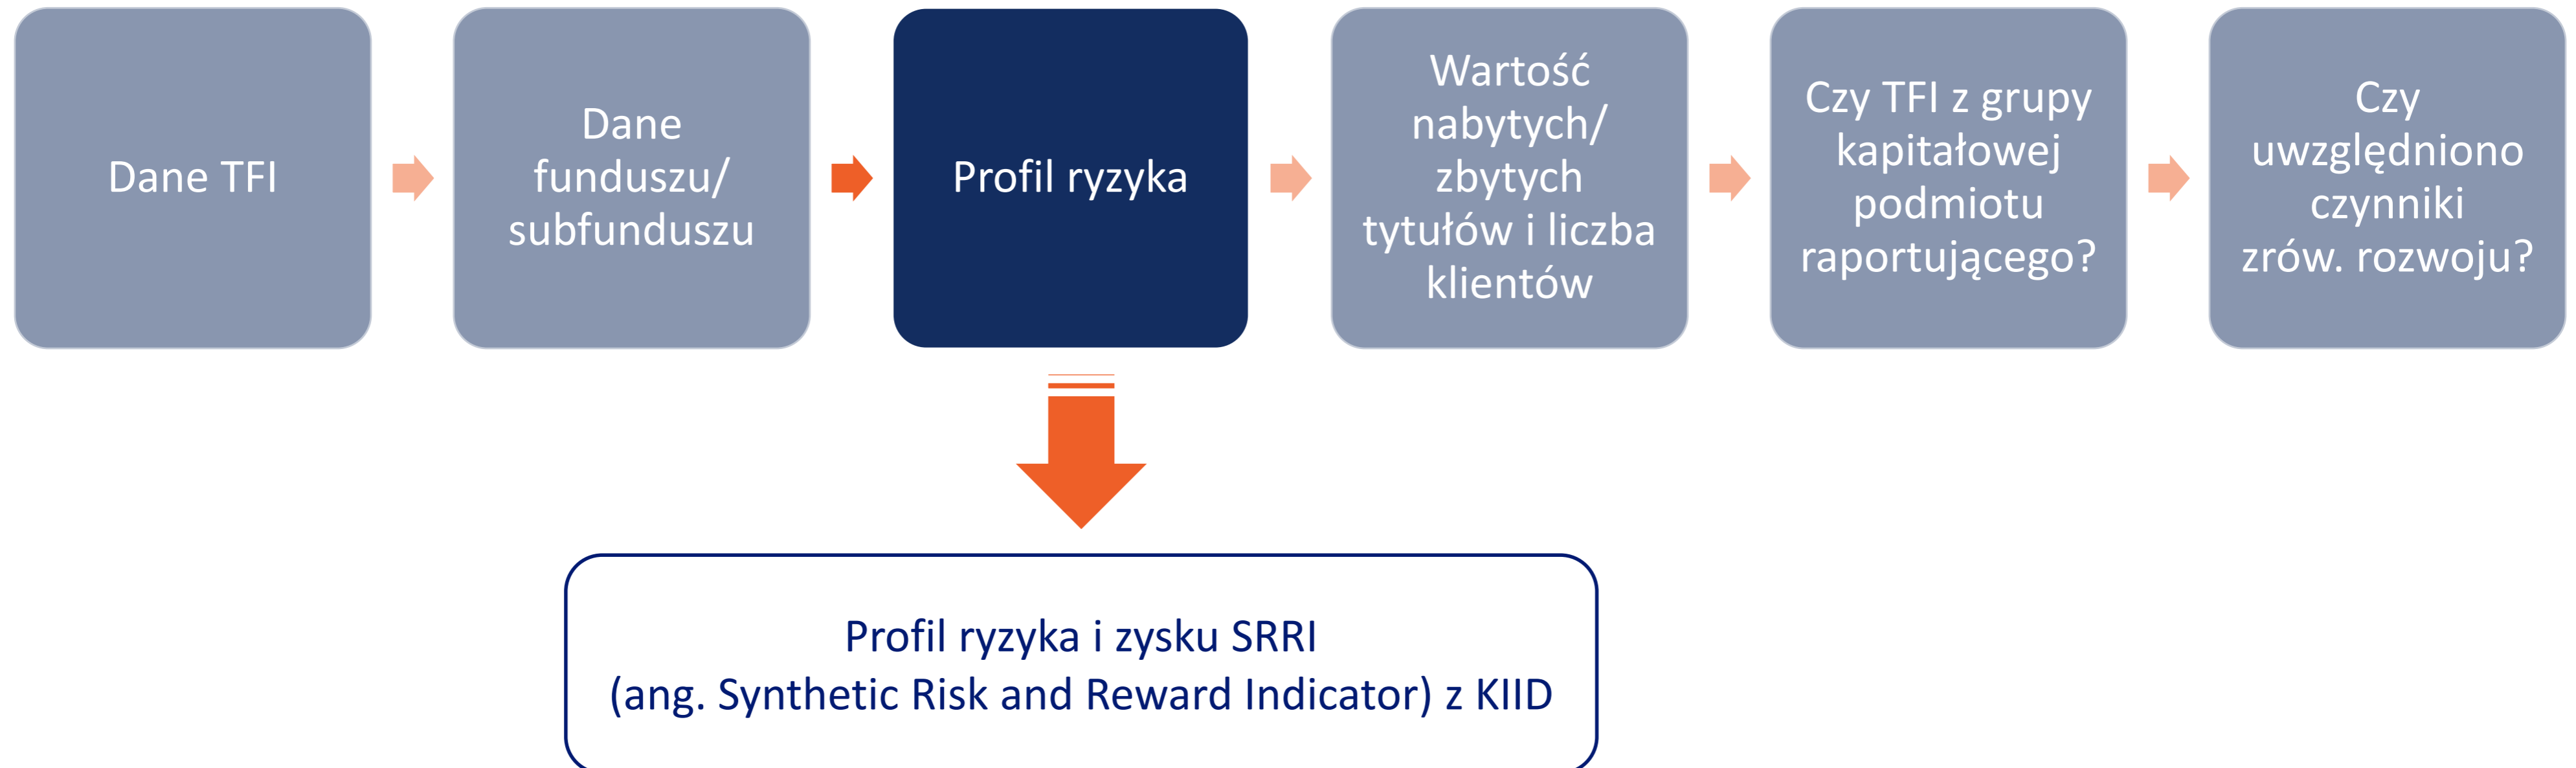 Dane TFI
Dane
funduszu/
subfunduszu
Profil ryzyka
Wartość
nabytych/
zbytych
tytułów i liczba
klientów
Czy TFI z grupy
kapitałowej
podmiotu
raportującego?
Czy
uwzględniono
czynniki
zrów. rozwoju?
Profil ryzyka i zysku SRRI
(ang. Synthetic Risk and Reward Indicator) z KIID